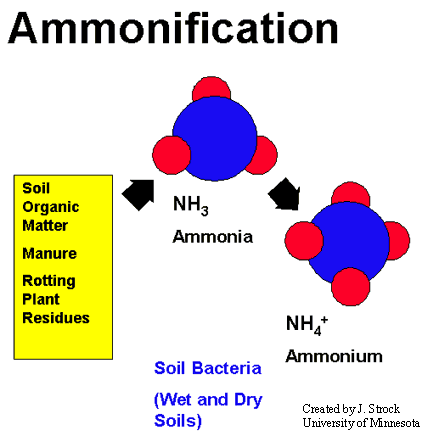 Ammonification
Soil
Organic
Matter
Manure
Rotting
Plant
Residues
NH₃
Ammonia
NH₄⁺
Ammonium
Soil Bacteria
(Wet and Dry
Soils)
Created by J. Strock
University of Minnesota